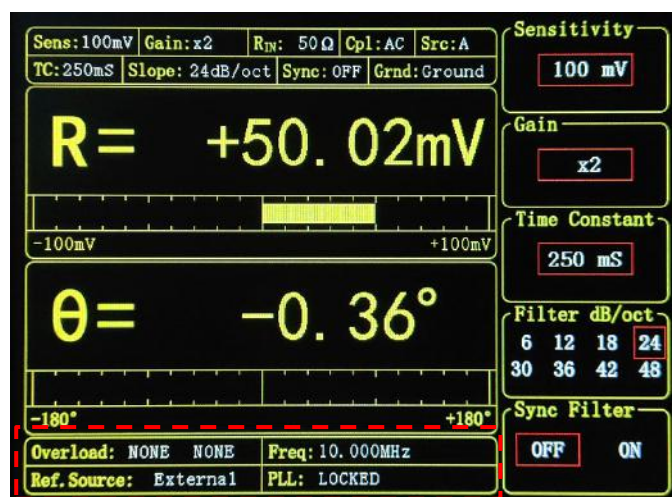 Sens:100mV Gain:x2 RIN: 50Ω Cpl:AC Src:A
TC:250mS Slope: 24dB/oct Sync:OFF Grnd:Ground
R= +50.02mV
-100mV +100mV
θ= -0.36°
-180° +180°
Overload: NONE NONE Freq:10.000MHz
Ref.Source: External PLL: LOCKED
Sensitivity
100 mV
Gain
x2
Time Constant
250 mS
Filter dB/oct
6 12 18 24
30 36 42 48
Sync Filter
OFF ON